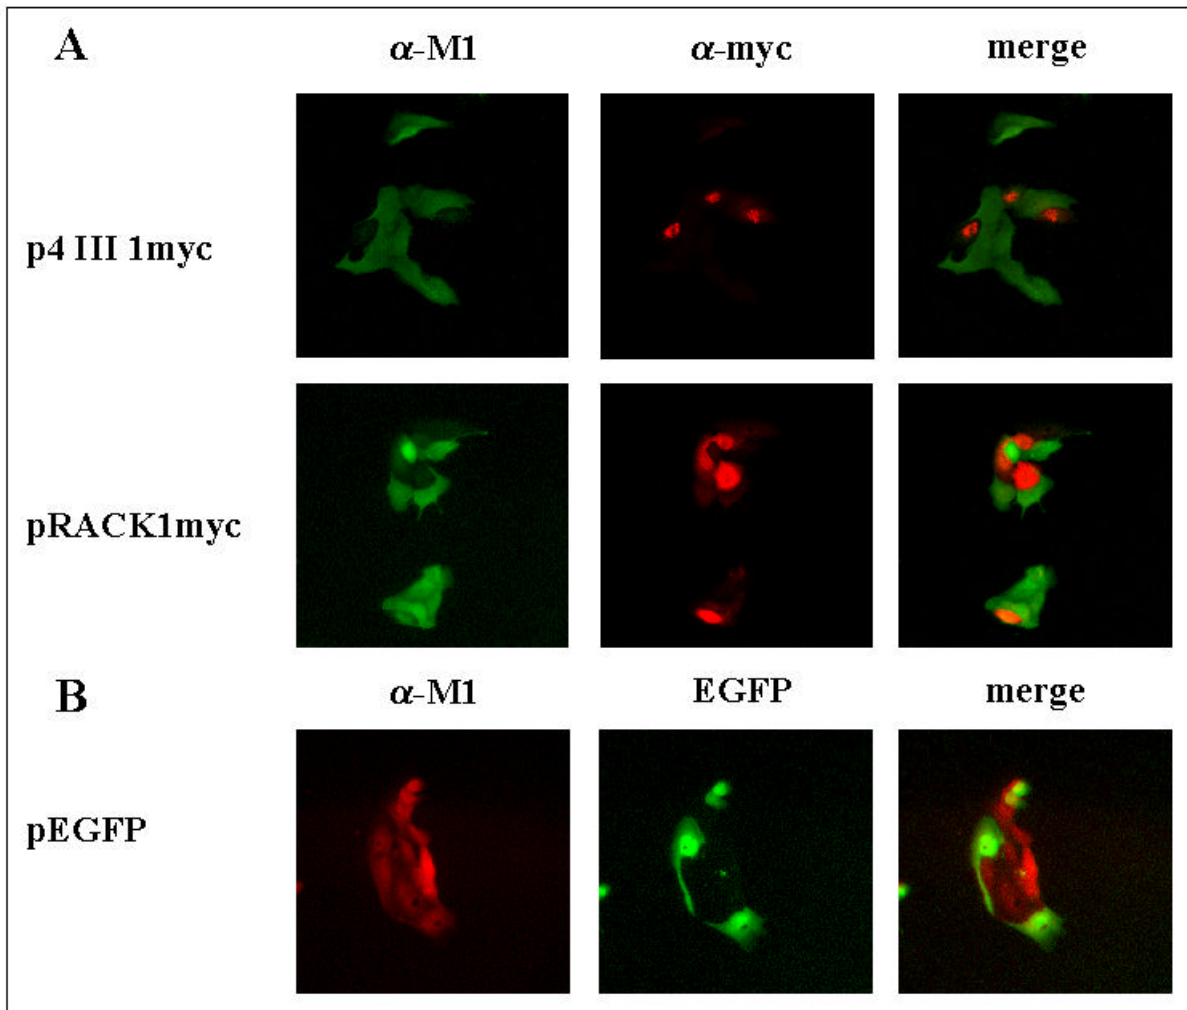 A α-M1 α-myc merge
p4 III 1myc
pRACK1myc
B α-M1 EGFP merge
pEGFP